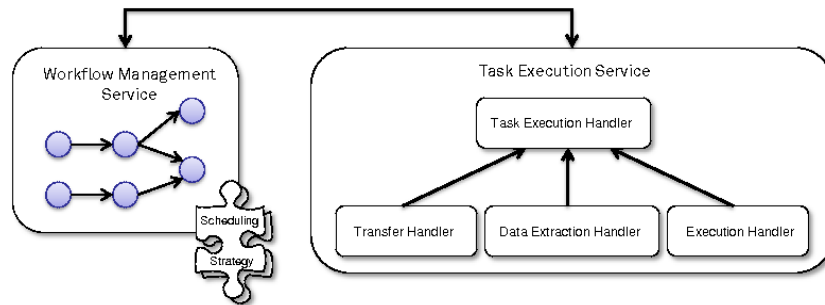 Workflow Management
Service
Scheduling
Strategy
Task Execution Service
Task Execution Handler
Transfer Handler
Data Extraction Handler
Execution Handler